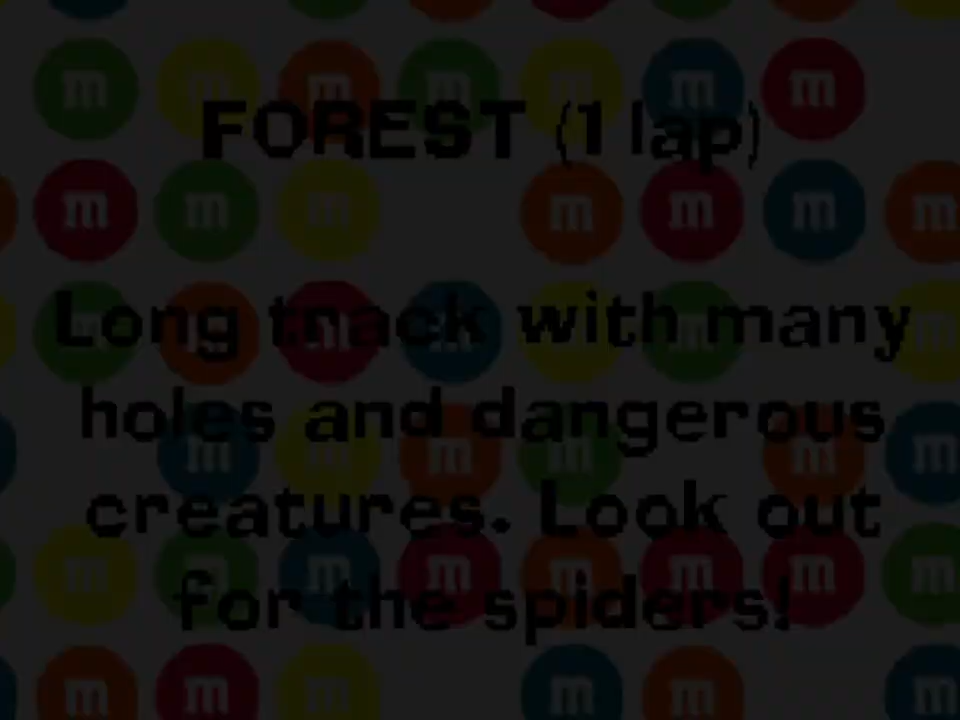 FOREST (1 lap)
Long track with many
holes and dangerous
creatures. Look out
for the spiders!